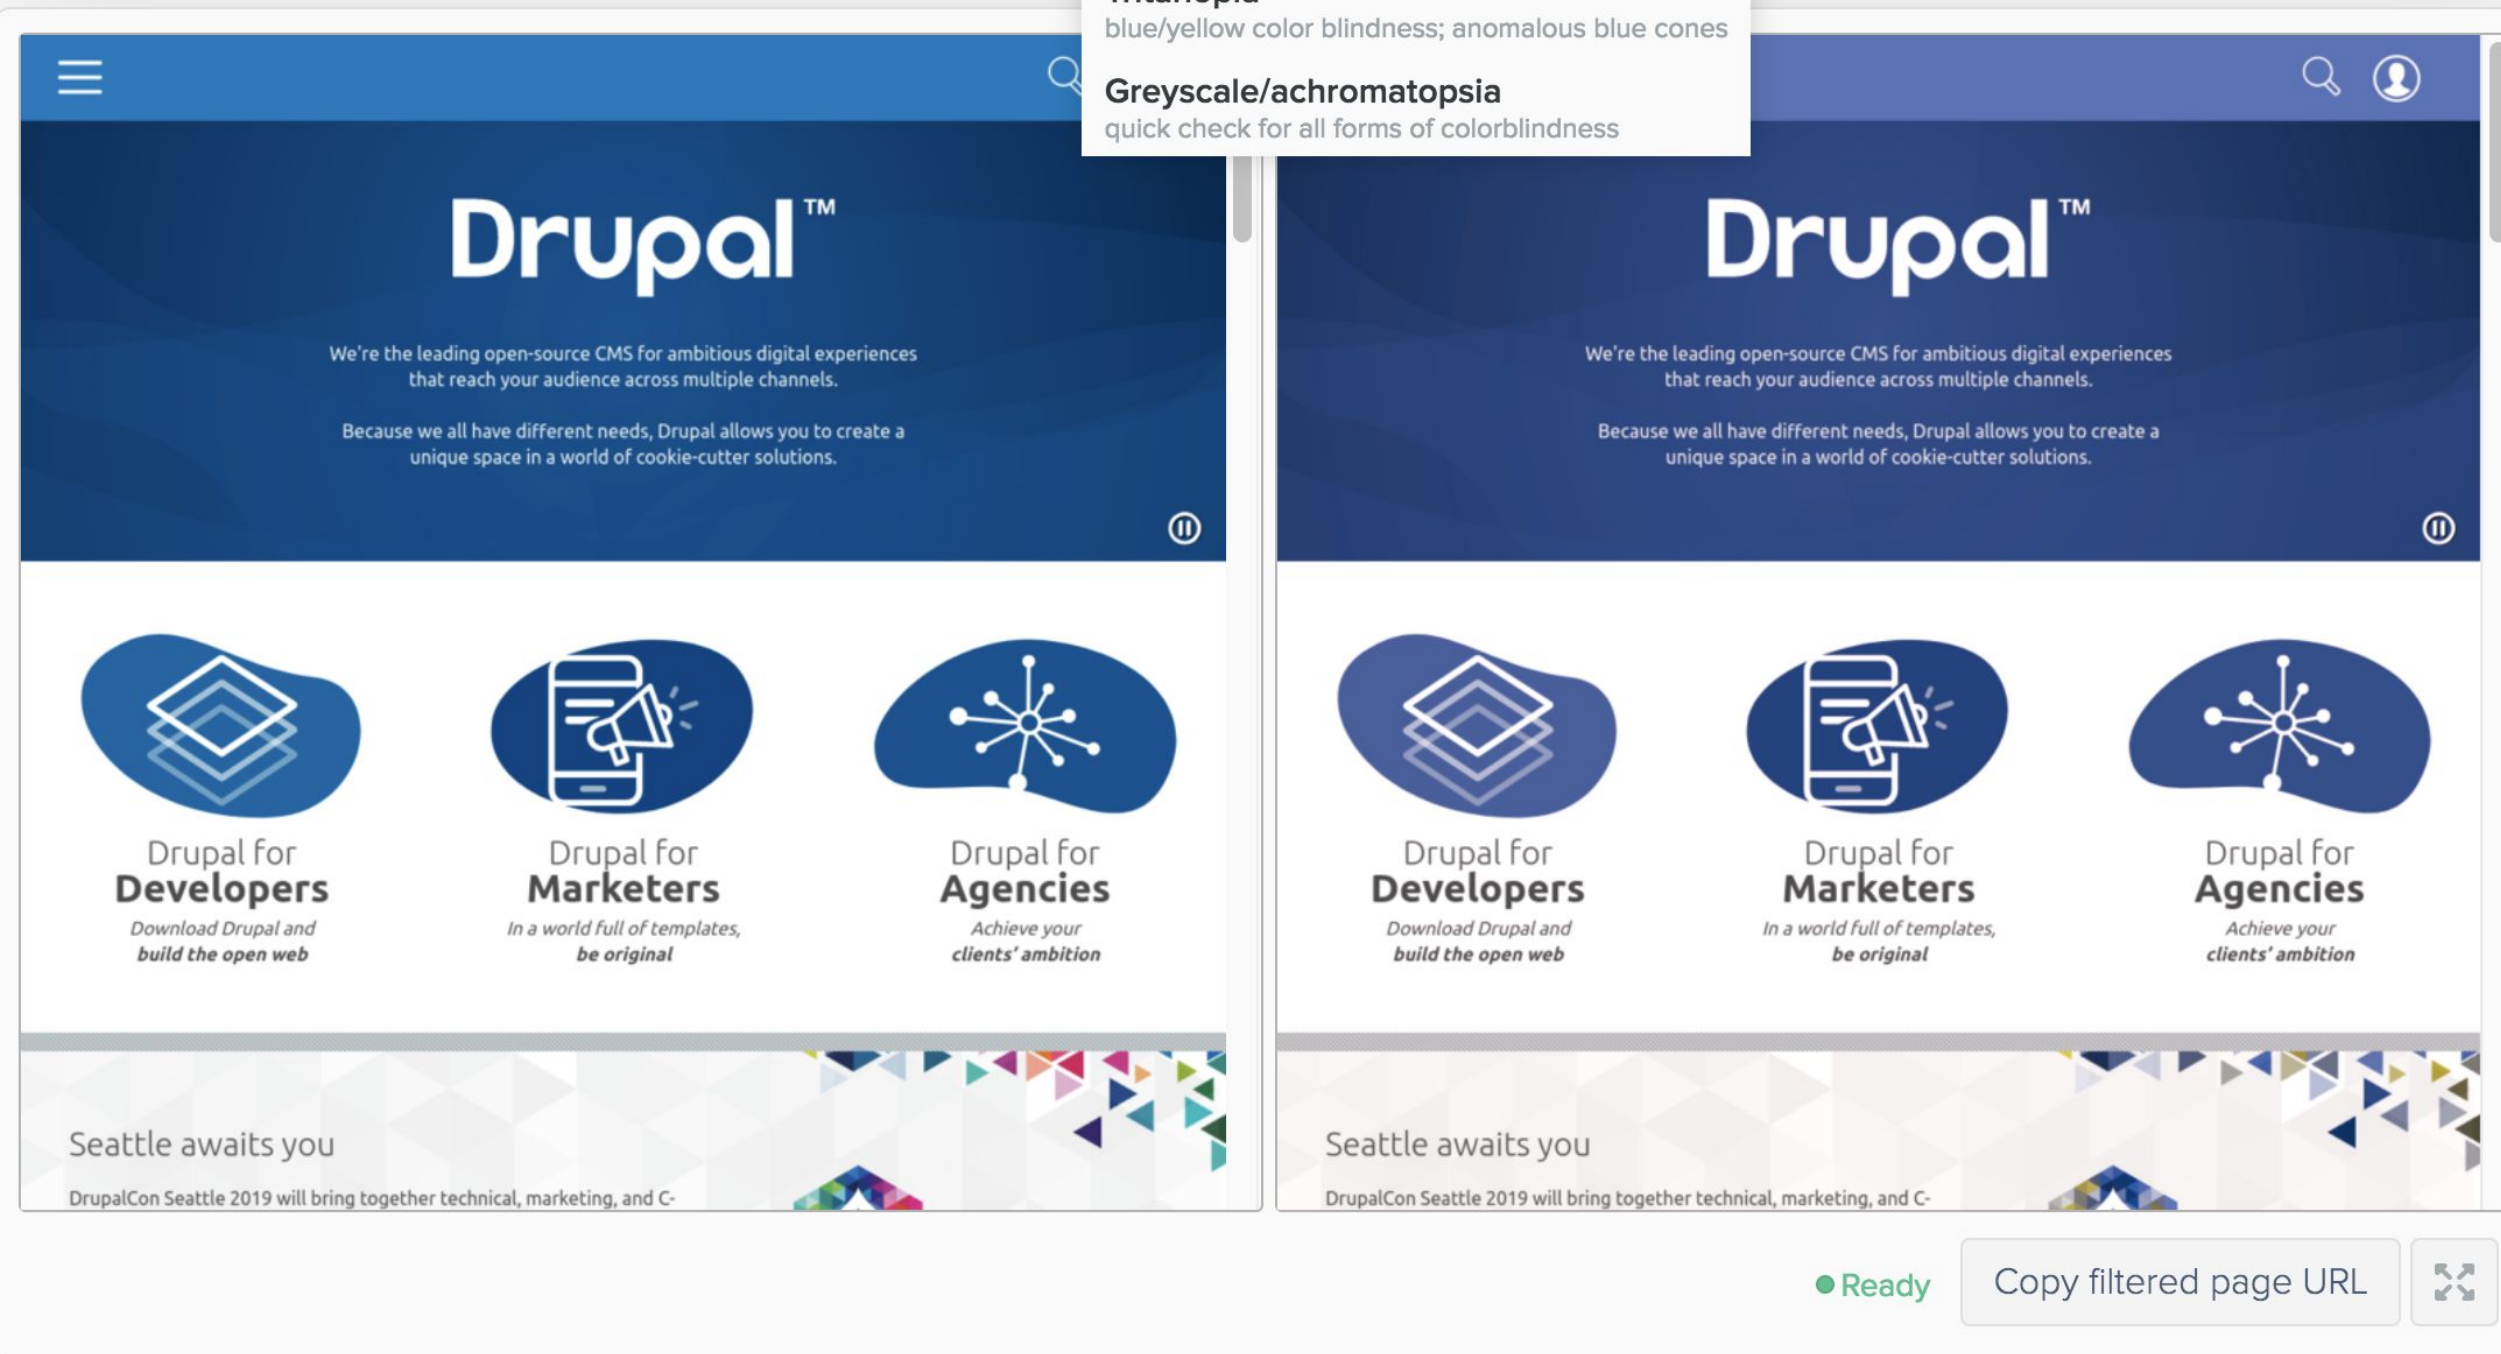 blue/yellow color blindness; anomalous blue cones
Greyscale/achromatopsia
quick check for all forms of colorblindness
Drupal™
We're the leading open-source CMS for ambitious digital experiences
that reach your audience across multiple channels.
Because we all have different needs, Drupal allows you to create a
unique space in a world of cookie-cutter solutions.
Drupal for
Developers
Download Drupal and
build the open web
Drupal for
Marketers
In a world full of templates,
be original
Drupal for
Agencies
Achieve your
clients' ambition
Seattle awaits you
DrupalCon Seattle 2019 will bring together technical, marketing, and C-
Drupal™
We're the leading open-source CMS for ambitious digital experiences
that reach your audience across multiple channels.
Because we all have different needs, Drupal allows you to create a
unique space in a world of cookie-cutter solutions.
Drupal for
Developers
Download Drupal and
build the open web
Drupal for
Marketers
In a world full of templates,
be original
Drupal for
Agencies
Achieve your
clients' ambition
Seattle awaits you
DrupalCon Seattle 2019 will bring together technical, marketing, and C-
Ready
Copy filtered page URL